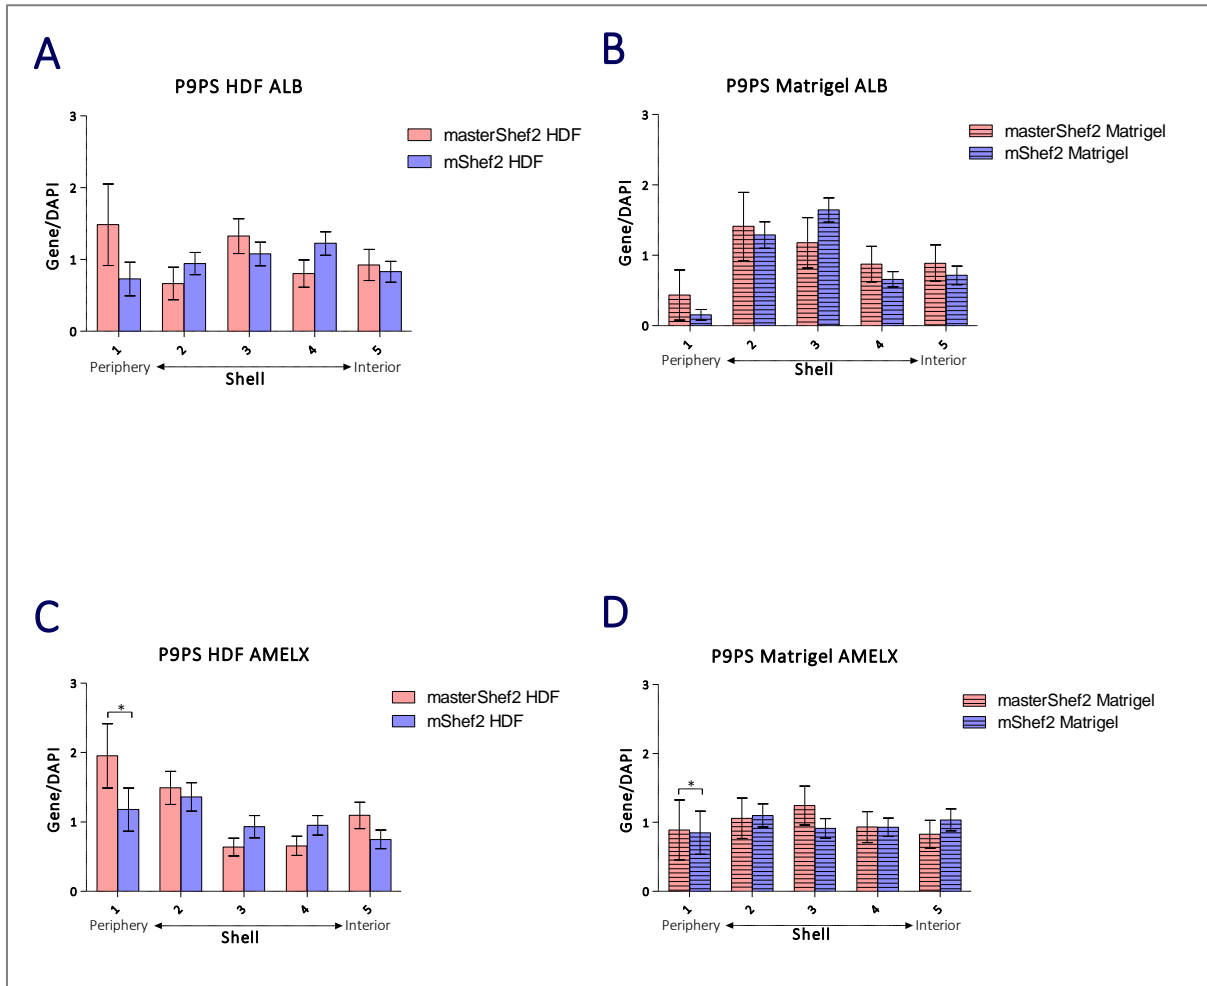 A
P9PS HDF ALB
masterShef2 HDF
mShef2 HDF
Gene/DAPI
3
2
1
0
1 2 3 4 5
Periphery Interior
Shell
B
P9PS Matrigel ALB
masterShef2 Matrigel
mShef2 Matrigel
Gene/DAPI
3
2
1
0
1 2 3 4 5
Periphery Interior
Shell
C
P9PS HDF AMELX
masterShef2 HDF
mShef2 HDF
Gene/DAPI
3
2
1
0
*
1 2 3 4 5
Periphery Interior
Shell
D
P9PS Matrigel AMELX
masterShef2 Matrigel
mShef2 Matrigel
Gene/DAPI
3
2
1
0
*
1 2 3 4 5
Periphery Interior
Shell